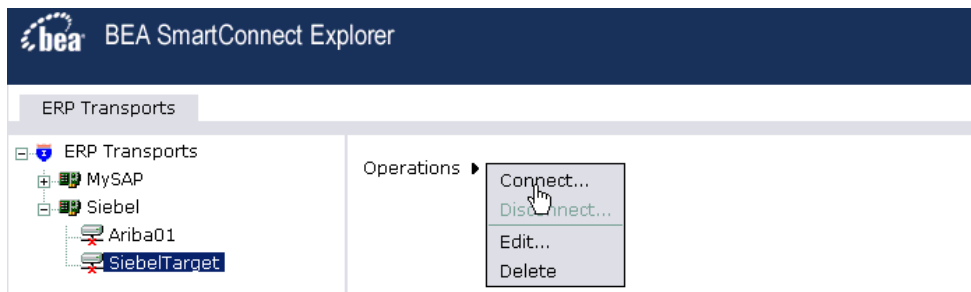 bea BEA SmartConnect Explorer
ERP Transports
ERP Transports
MySAP
Siebel
Ariba01
SiebelTarget
Operations
Connect...
Disconnect...
Edit...
Delete